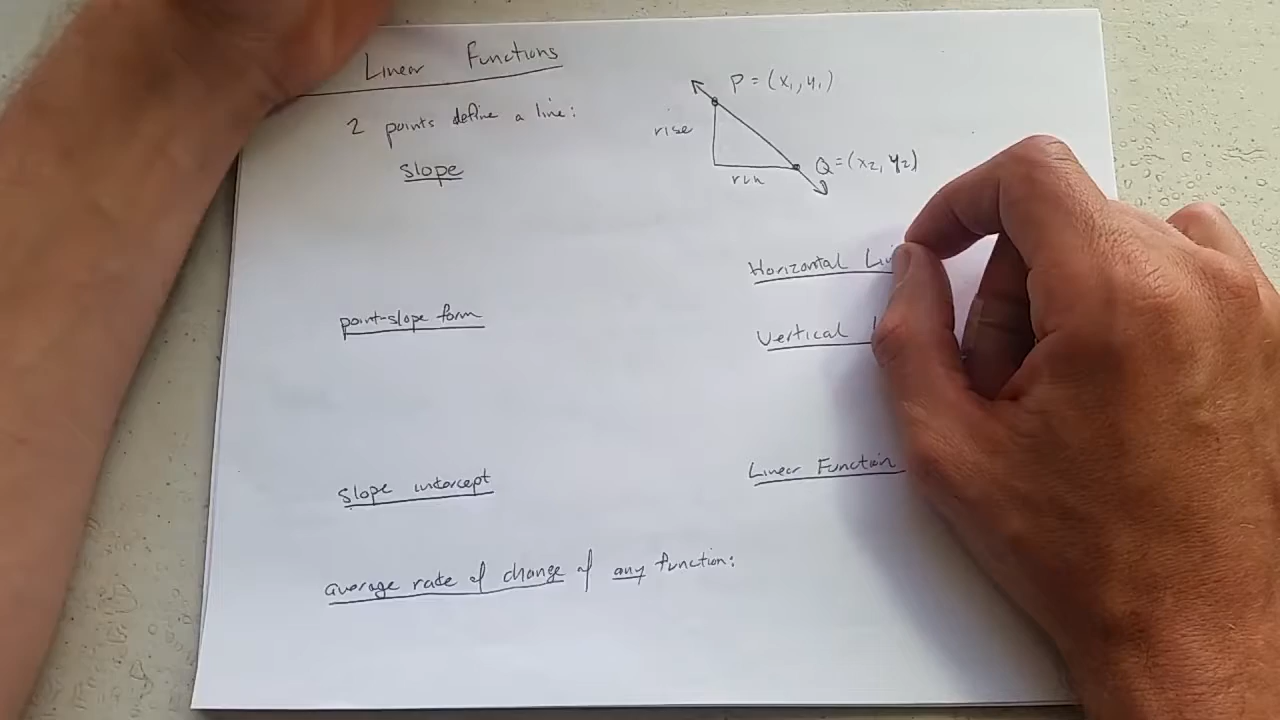 Linear Functions
2 points define a line:
slope
P = (x₁, y₁)
rise
Q = (x₂, y₂)
run
Horizontal
Vertical
point-slope form
Linear Function
slope intercept
average rate of change of any function: